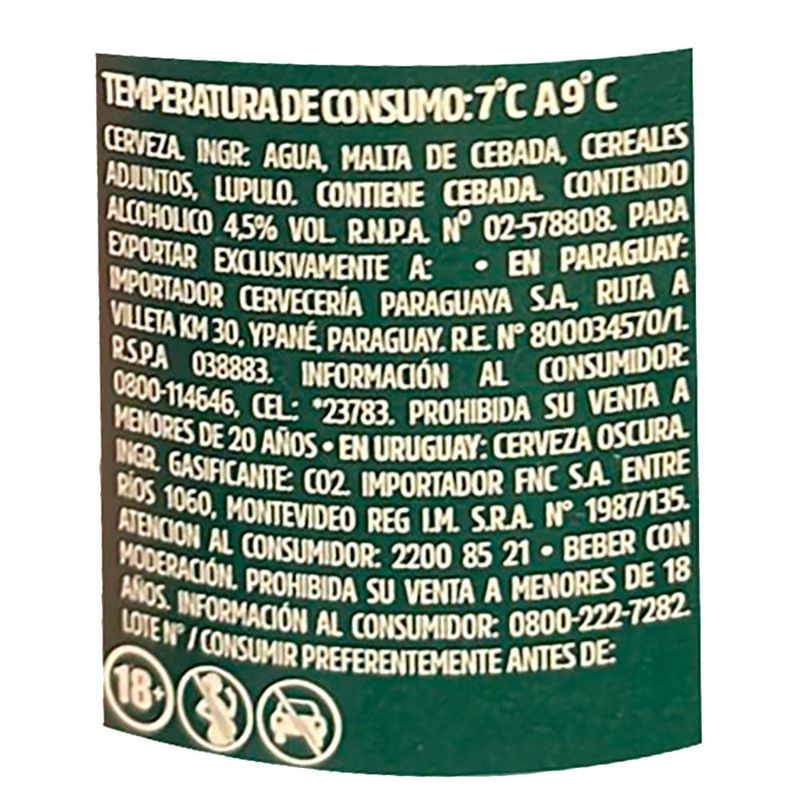 TEMPERATURA DE CONSUMO: 7°C A 9°C
CERVEZA. INGR: AGUA, MALTA DE CEBADA, CEREALES
ADJUNTOS, LUPULO. CONTIENE CEBADA. CONTENIDO
ALCOHOLICO 4,5% VOL. R.N.P.A. Nº 02-578808. PARA
EXPORTAR EXCLUSIVAMENTE A: • EN PARAGUAY:
IMPORTADOR CERVECERÍA PARAGUAYA S.A., RUTA A
VILLETA KM 30, YPANÉ, PARAGUAY. R.E. N° 800034570/1.
R.S.P.A 038883. INFORMACIÓN AL CONSUMIDOR:
0800-114646, CEL: *23783. PROHIBIDA SU VENTA A
MENORES DE 20 AÑOS • EN URUGUAY: CERVEZA OSCURA.
INGR. GASIFICANTE: CO2. IMPORTADOR FNC S.A. ENTRE
RÍOS 1060, MONTEVIDEO REG I.M. S.R.A. N° 1987/135.
ATENCION AL CONSUMIDOR: 2200 85 21 • BEBER CON
MODERACIÓN. PROHIBIDA SU VENTA A MENORES DE 18
AÑOS. INFORMACIÓN AL CONSUMIDOR: 0800-222-7282.
LOTE N° / CONSUMIR PREFERENTEMENTE ANTES DE:
18+